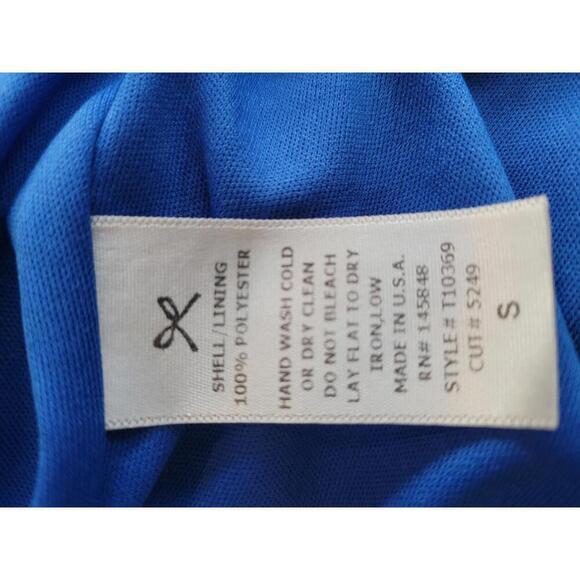 SHELL/LINING
100% POLYESTER
HAND WASH COLD
OR DRY CLEAN
DO NOT BLEACH
LAY FLAT TO DRY
IRON,LOW
MADE IN U.S.A.
RN# 145848
STYLE# T10369
CUT# 5249
S